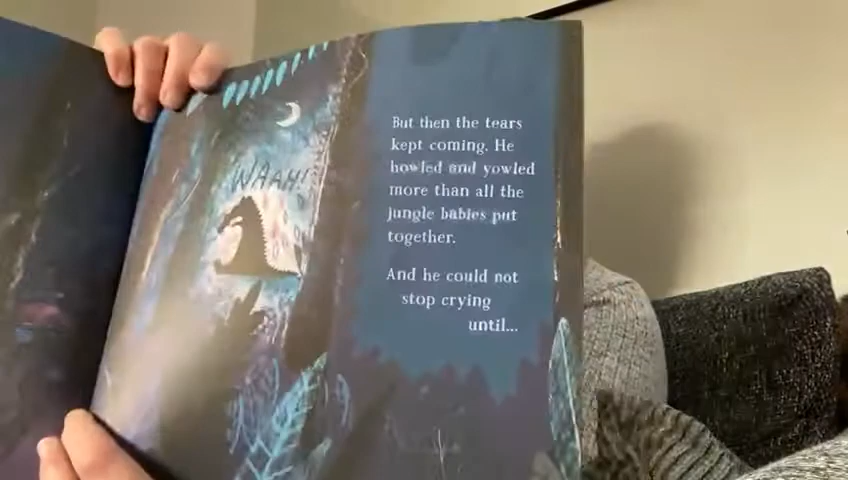 WAAH!
But then the tears
kept coming. He
howled and yowled
more than all the
jungle babies put
together.
And he could not
stop crying
until...